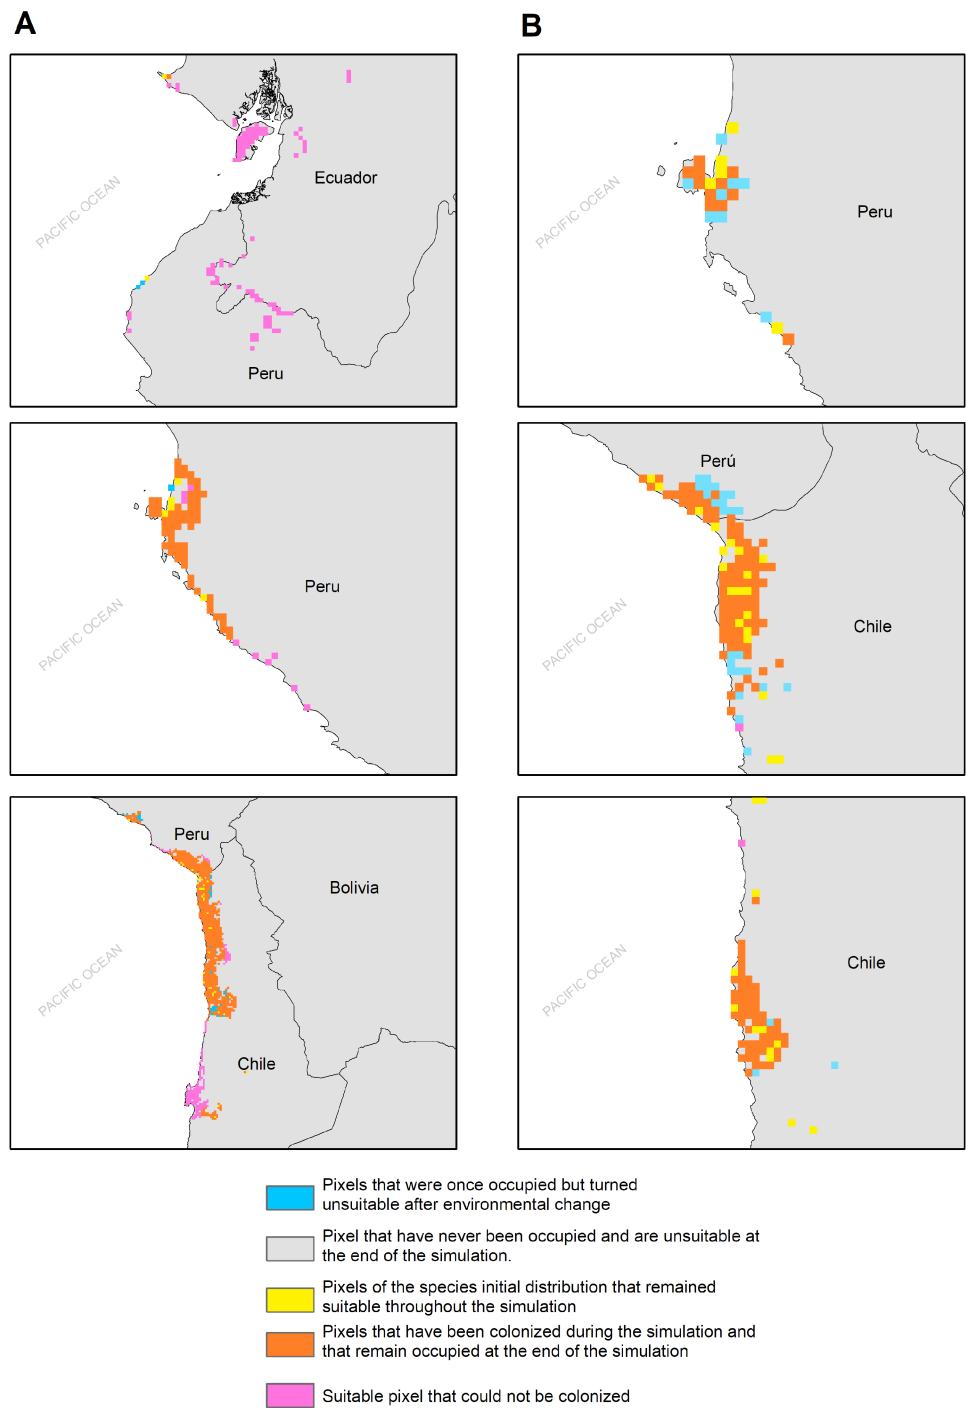 A
B
PACIFIC OCEAN
Ecuador
Peru
PACIFIC OCEAN
Peru
PACIFIC OCEAN
Peru
PACIFIC OCEAN
Perú
Chile
Peru
Bolivia
PACIFIC OCEAN
Chile
PACIFIC OCEAN
Chile
Pixels that were once occupied but turned
unsuitable after environmental change
Pixel that have never been occupied and are unsuitable at
the end of the simulation.
Pixels of the species initial distribution that remained
suitable throughout the simulation
Pixels that have been colonized during the simulation and
that remain occupied at the end of the simulation
Suitable pixel that could not be colonized